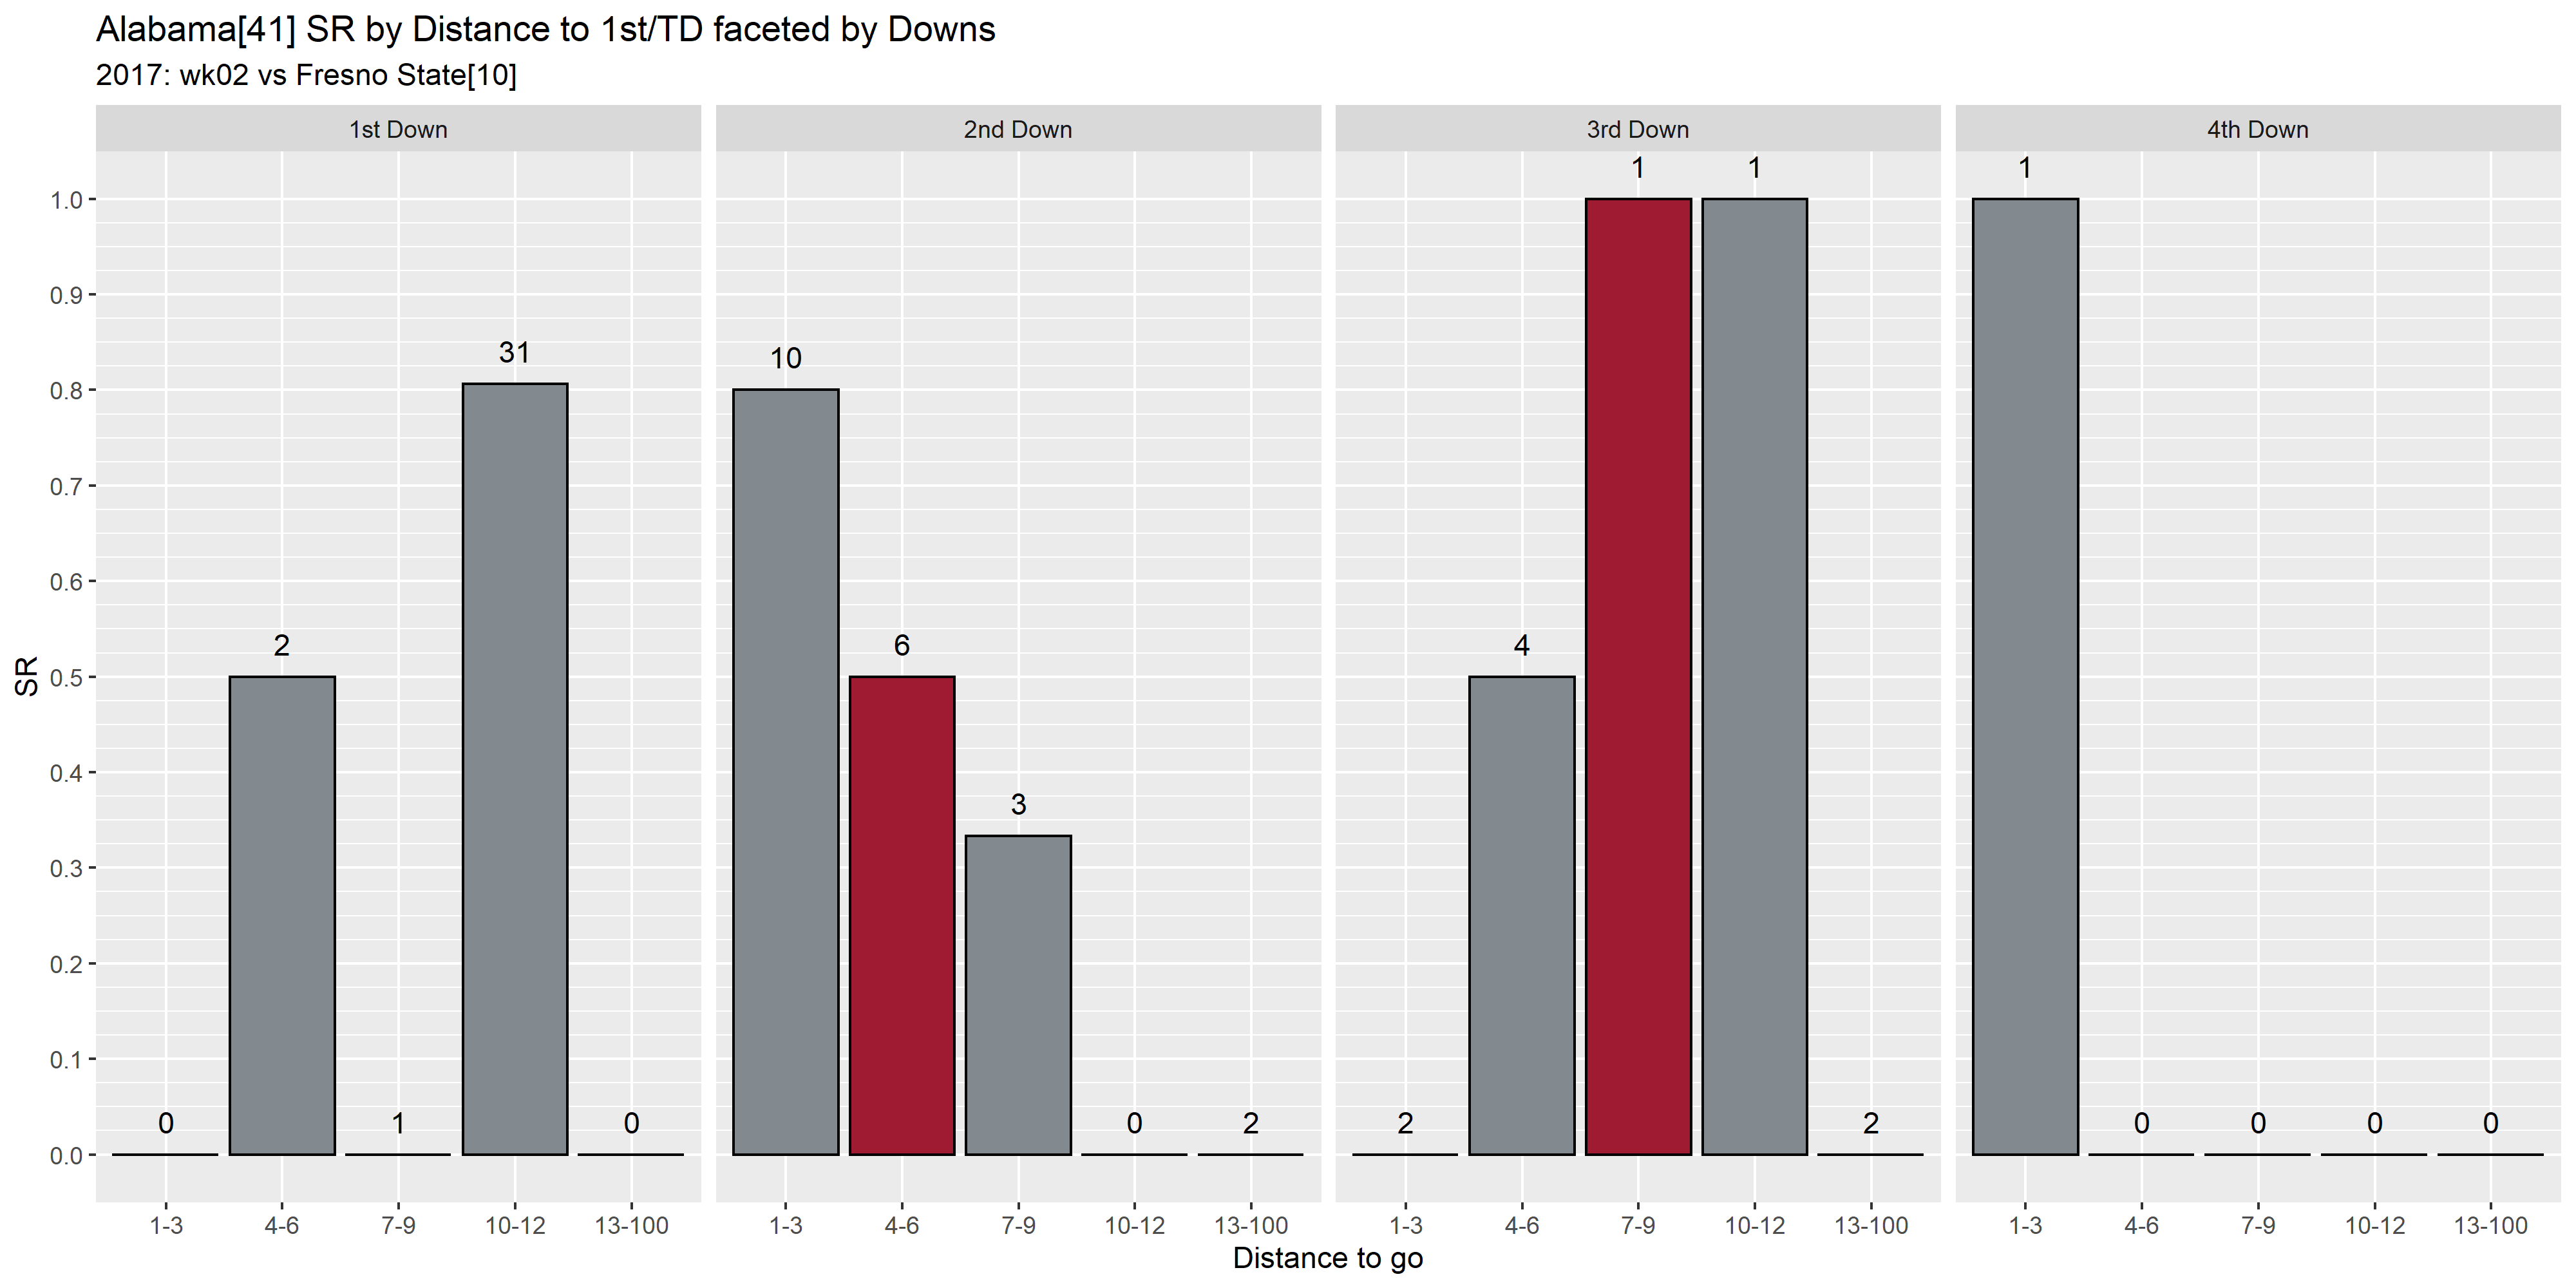 Alabama[41] SR by Distance to 1st/TD faceted by Downs
2017: wk02 vs Fresno State[10]
1st Down
2nd Down
3rd Down
4th Down
SR
1.0
0.9
0.8
0.7
0.6
0.5
0.4
0.3
0.2
0.1
0.0
0 2 1 31 0
10 6 3 0 2
2 4 1 1 2
1 0 0 0 0
1-3 4-6 7-9 10-12 13-100
1-3 4-6 7-9 10-12 13-100
1-3 4-6 7-9 10-12 13-100
1-3 4-6 7-9 10-12 13-100
Distance to go